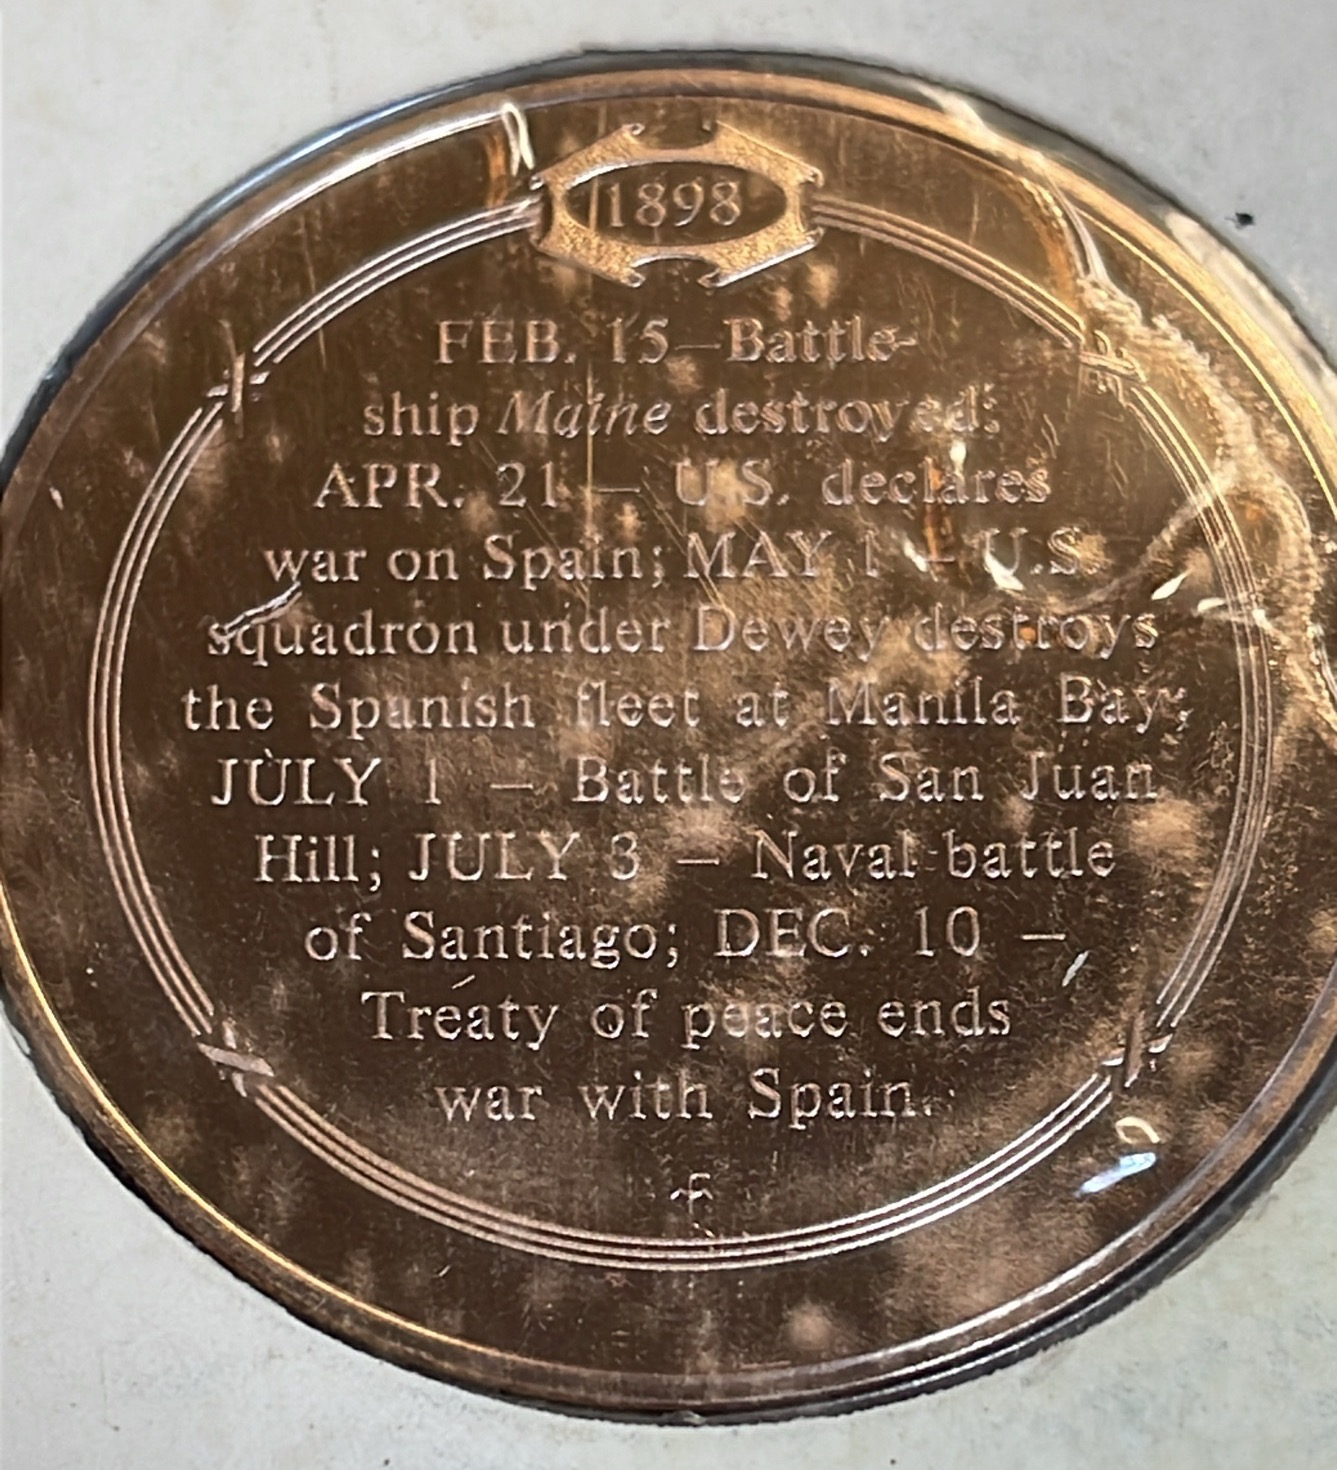 1898
FEB. 15—Battle-
ship Maine destroyed;
APR. 21 — U.S. declares
war on Spain; MAY 1 — U.S.
squadron under Dewey destroys
the Spanish fleet at Manila Bay;
JULY 1 — Battle of San Juan
Hill; JULY 3 — Naval battle
of Santiago; DEC. 10 —
Treaty of peace ends
war with Spain.